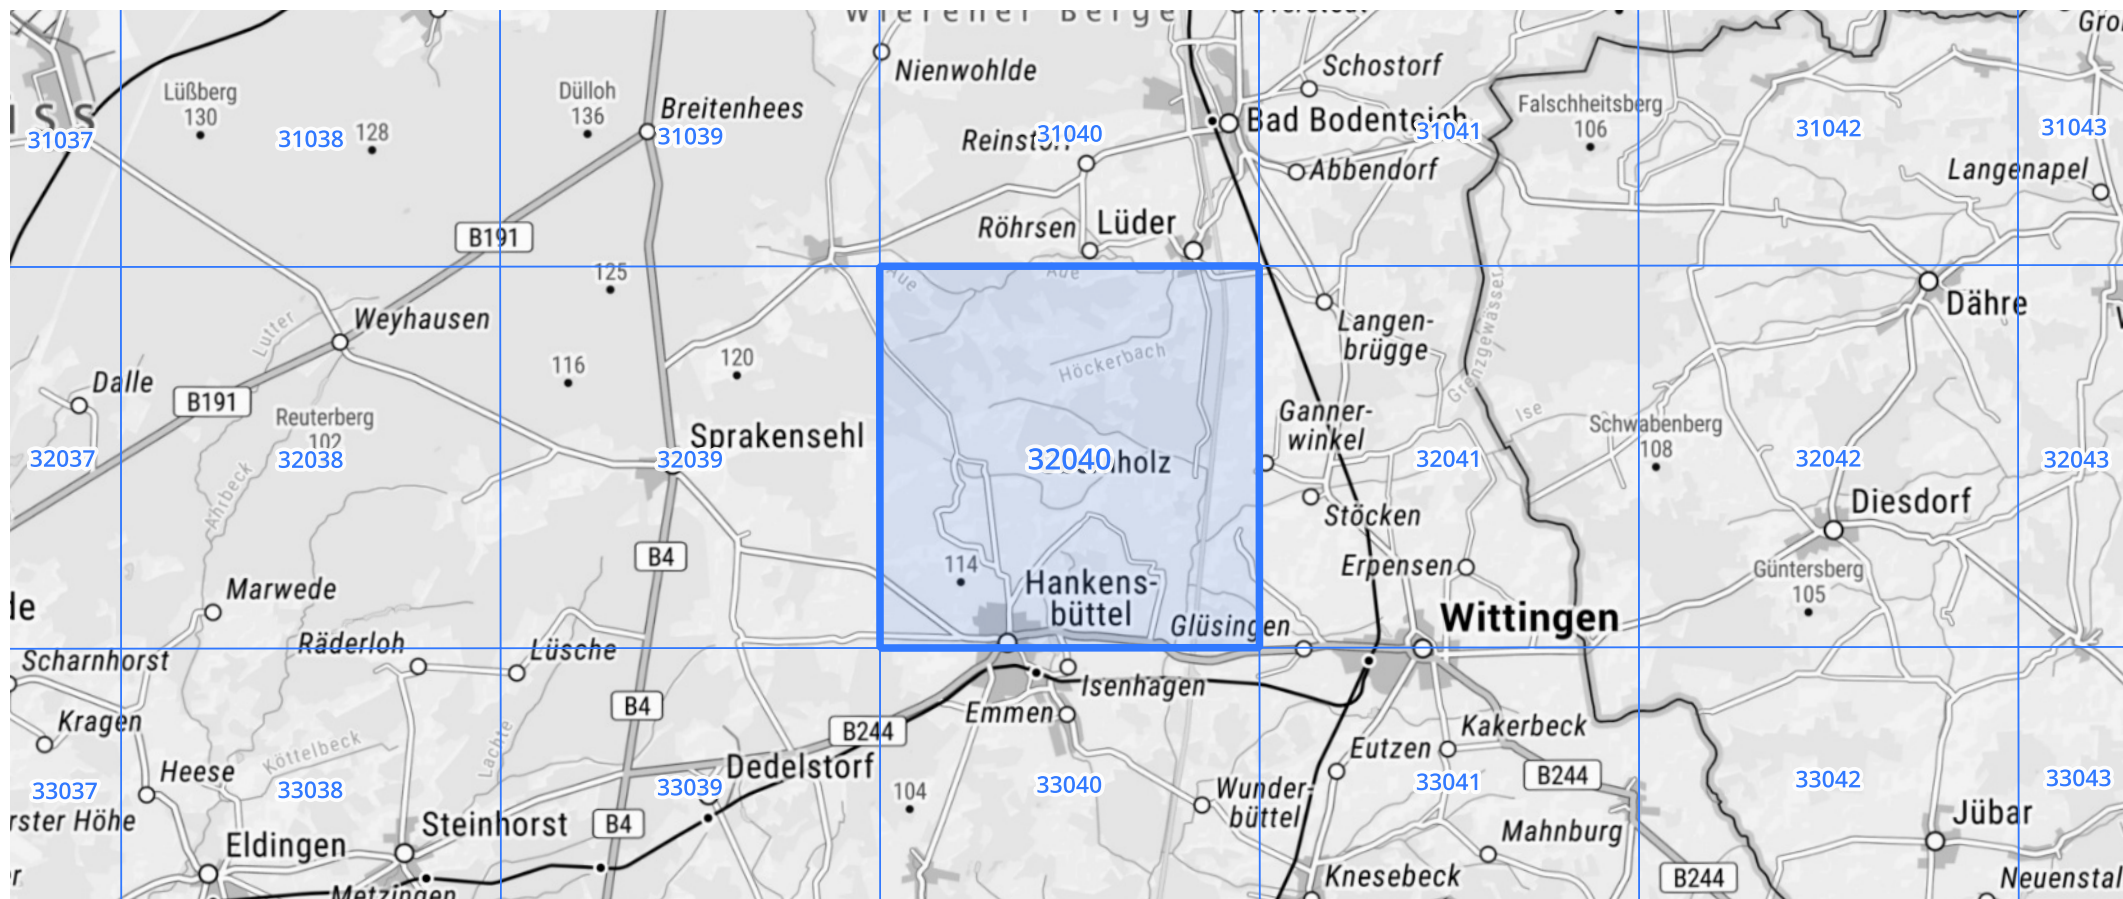 Nienwohlde
Schostorf
Lüßberg
130
128
Dülloh
136
Breitenhees
Bad Bodenteich
Falschheitsberg
106
31037
31038
31039
31040
31041
31042
31043
Abbendorf
Langenapel
B191
Röhrsen
Lüder
125
Aue
Aue
Weyhausen
Lutter
Langen-
brügge
Grenzgewässer
Dähre
116
120
Höckerbach
Dalle
B191
Reuterberg
102
Sprakensehl
Ganner-
winkel
Ise
Schwabenberg
108
32037
32038
32039
32040
32041
32042
32043
Ahrbeck
Stöcken
Diesdorf
B4
114
Erpensen
Güntersberg
105
Marwede
Hankens-
büttel
Glüsingen
Wittingen
Räderloh
Lüsche
Scharnhorst
Isenhagen
B4
Kragen
Emmen
B244
Kakerbeck
Eutzen
Köttelbeck
Lachte
Heese
Dedelstorf
B244
33037
33038
33039
104
33040
33041
33042
33043
Wunder-
büttel
B4
Steinhorst
Eldingen
Mahnburg
Jübar
Metzingen
Knesebeck
B244